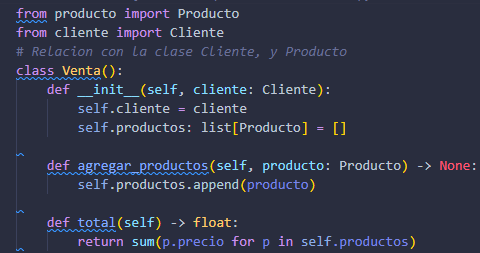 from producto import Producto
from cliente import Cliente
# Relacion con la clase Cliente, y Producto
class Venta():
    def __init__(self, cliente: Cliente):
        self.cliente = cliente
        self.productos: list[Producto] = []

    def agregar_productos(self, producto: Producto) -> None:
        self.productos.append(producto)

    def total(self) -> float:
        return sum(p.precio for p in self.productos)